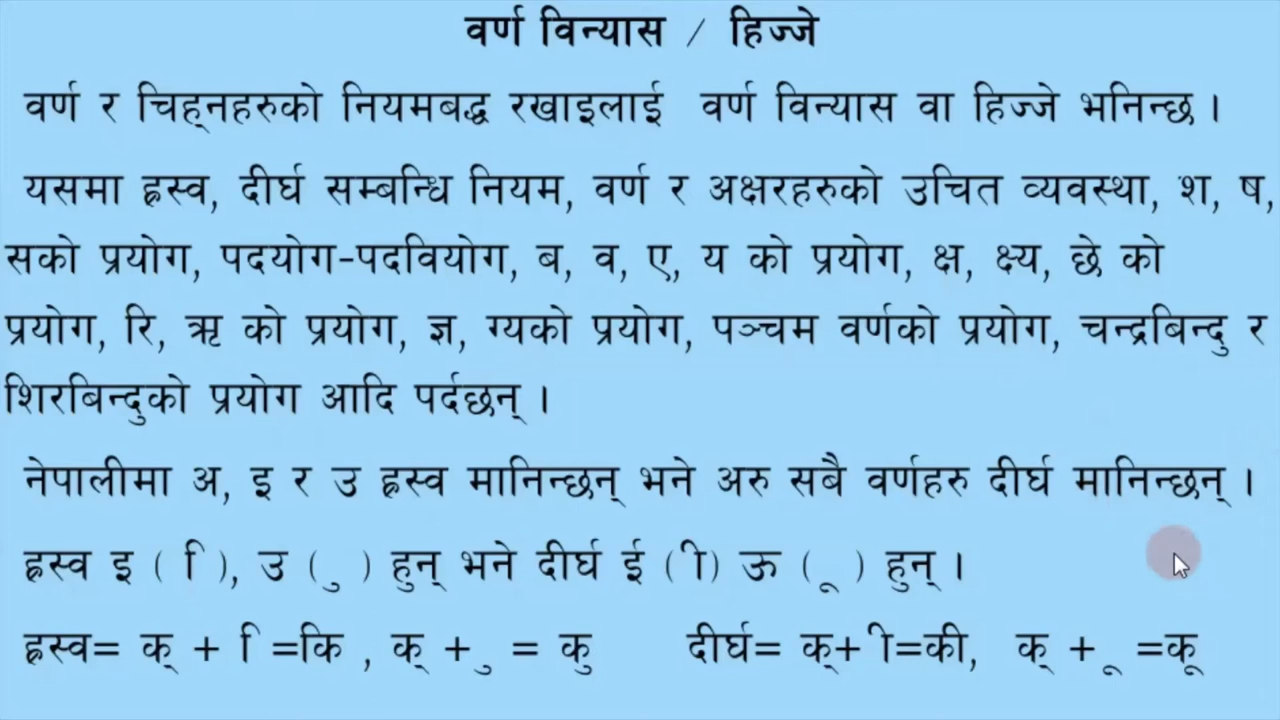 वर्ण विन्यास / हिज्जे
वर्ण र चिह्नहरुको नियमबद्ध रखाइलाई वर्ण विन्यास वा हिज्जे भनिन्छ ।
यसमा ह्रस्व, दीर्घ सम्बन्धि नियम, वर्ण र अक्षरहरुको उचित व्यवस्था, श, ष,
सको प्रयोग, पदयोग-पदवियोग, ब, व, ए, य को प्रयोग, क्ष, क्ष्य, छे को
प्रयोग, रि, ऋ को प्रयोग, ज्ञ, ग्यको प्रयोग, पञ्चम वर्णको प्रयोग, चन्द्रबिन्दु र
शिरबिन्दुको प्रयोग आदि पर्दछन् ।
नेपालीमा अ, इ र उ ह्रस्व मानिन्छन् भने अरु सबै वर्णहरु दीर्घ मानिन्छन् ।
ह्रस्व इ ( ि ), उ ( ु ) हुन् भने दीर्घ ई ( ी) ऊ ( ू ) हुन् ।
ह्रस्व= क् + ि =कि , क् + ु = कु दीर्घ= क्+ ी=की, क् + ू =कू